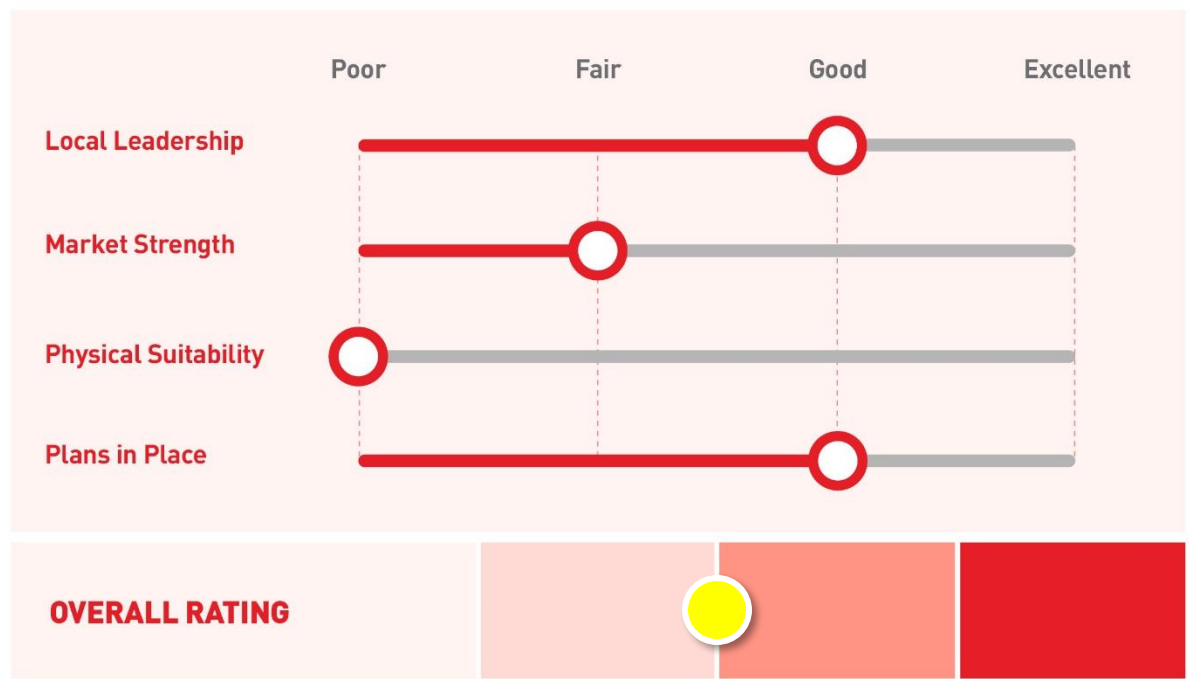 Poor Fair Good Excellent
Local Leadership
Market Strength
Physical Suitability
Plans in Place
OVERALL RATING